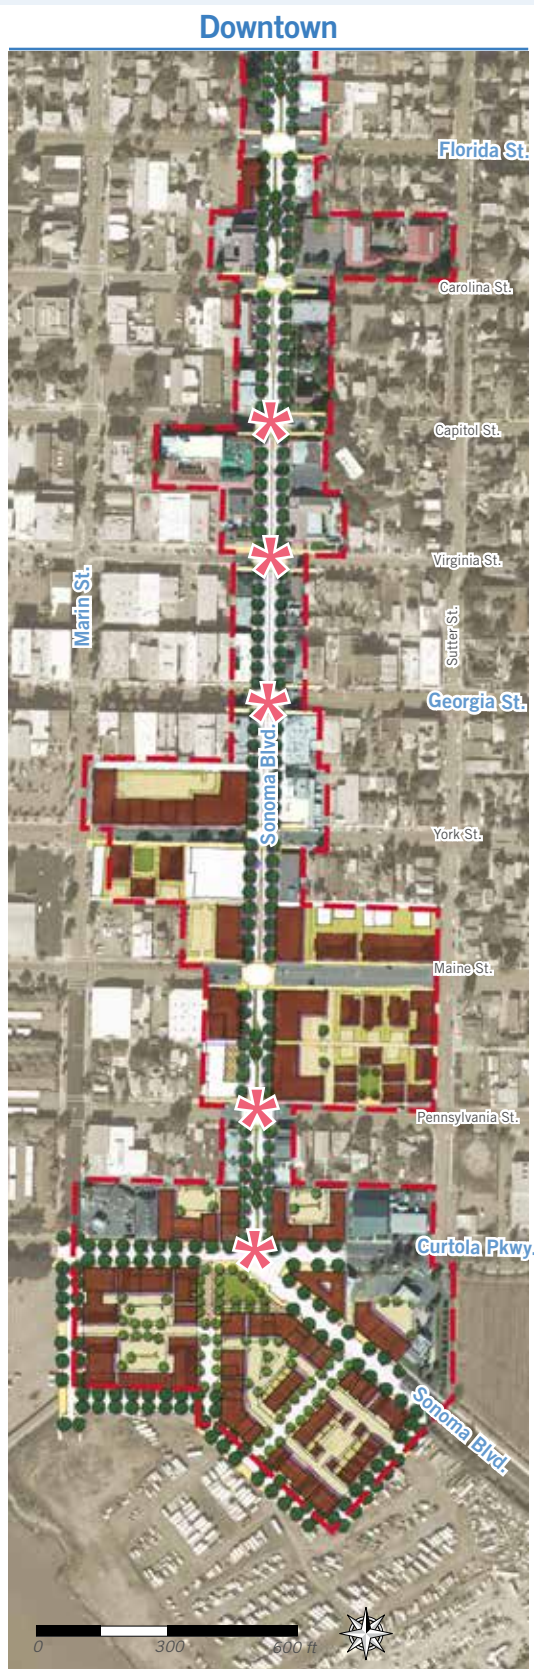 Downtown
Florida St.
Carolina St.
Capitol St.
Virginia St.
Marin St.
Sutter St.
Georgia St.
Sonoma Blvd.
York St.
Maine St.
Pennsylvania St.
Curtola Pkwy.
Sonoma Blvd.
0 300 600 ft